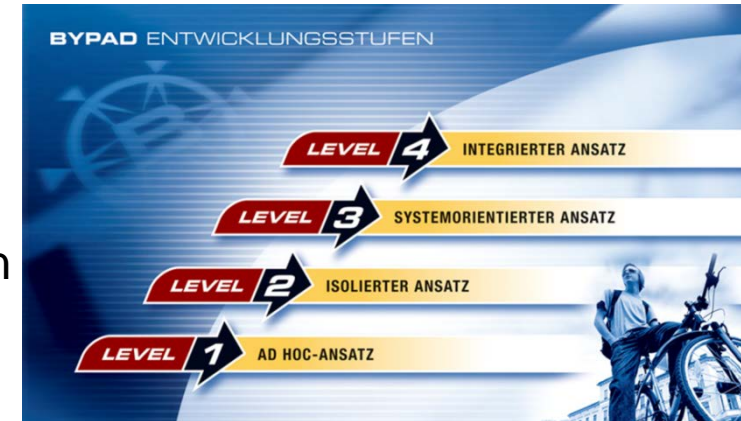 BYPAD ENTWICKLUNGSSTUFEN
LEVEL 4 INTEGRIERTER ANSATZ
LEVEL 3 SYSTEMORIENTIERTER ANSATZ
n
LEVEL 2 ISOLIERTER ANSATZ
LEVEL 1 AD HOC-ANSATZ